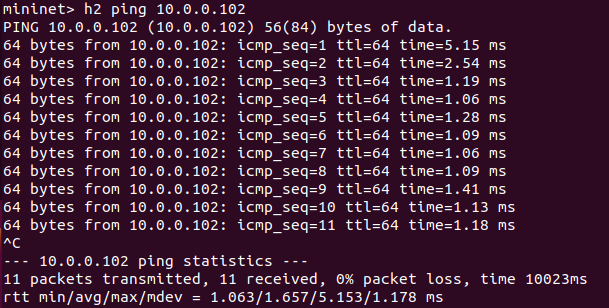 mininet> h2 ping 10.0.0.102
PING 10.0.0.102 (10.0.0.102) 56(84) bytes of data.
64 bytes from 10.0.0.102: icmp_seq=1 ttl=64 time=5.15 ms
64 bytes from 10.0.0.102: icmp_seq=2 ttl=64 time=2.54 ms
64 bytes from 10.0.0.102: icmp_seq=3 ttl=64 time=1.19 ms
64 bytes from 10.0.0.102: icmp_seq=4 ttl=64 time=1.06 ms
64 bytes from 10.0.0.102: icmp_seq=5 ttl=64 time=1.28 ms
64 bytes from 10.0.0.102: icmp_seq=6 ttl=64 time=1.09 ms
64 bytes from 10.0.0.102: icmp_seq=7 ttl=64 time=1.06 ms
64 bytes from 10.0.0.102: icmp_seq=8 ttl=64 time=1.09 ms
64 bytes from 10.0.0.102: icmp_seq=9 ttl=64 time=1.41 ms
64 bytes from 10.0.0.102: icmp_seq=10 ttl=64 time=1.13 ms
64 bytes from 10.0.0.102: icmp_seq=11 ttl=64 time=1.18 ms
^C
--- 10.0.0.102 ping statistics ---
11 packets transmitted, 11 received, 0% packet loss, time 10023ms
rtt min/avg/max/mdev = 1.063/1.657/5.153/1.178 ms